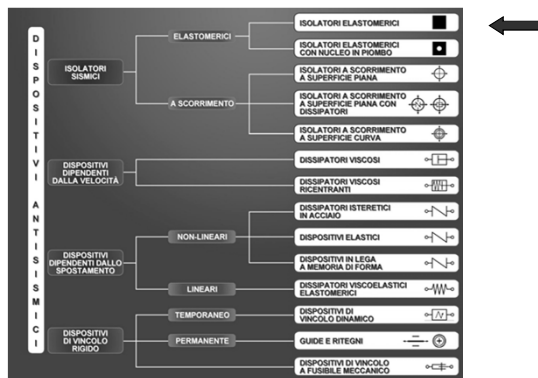 DISPOSITIVI ANTISISMICI
ISOLATORI
SISMICI
ELASTOMERICI
ISOLATORI ELASTOMERICI
ISOLATORI ELASTOMERICI
CON NUCLEO IN PIOMBO
A SCORRIMENTO
ISOLATORI A SCORRIMENTO
A SUPERFICIE PIANA
ISOLATORI A SCORRIMENTO
A SUPERFICIE PIANA CON
DISSIPATORI
ISOLATORI A SCORRIMENTO
A SUPERFICIE CURVA
DISPOSITIVI
DIPENDENTI
DALLA VELOCITÀ
DISSIPATORI VISCOSI
DISSIPATORI VISCOSI
RICENTRANTI
DISPOSITIVI
DIPENDENTI DALLO
SPOSTAMENTO
NON-LINEARI
DISSIPATORI ISTERETICI
IN ACCIAIO
DISPOSITIVI ELASTICI
DISPOSITIVI IN LEGA
A MEMORIA DI FORMA
LINEARI
DISSIPATORI VISCOELASTICI
ELASTOMERICI
DISPOSITIVI
DI VINCOLO
RIGIDO
TEMPORANEO
DISPOSITIVI DI
VINCOLO DINAMICO
PERMANENTE
GUIDE E RITEGNI
DISPOSITIVI DI VINCOLO
A FUSIBILE MECCANICO